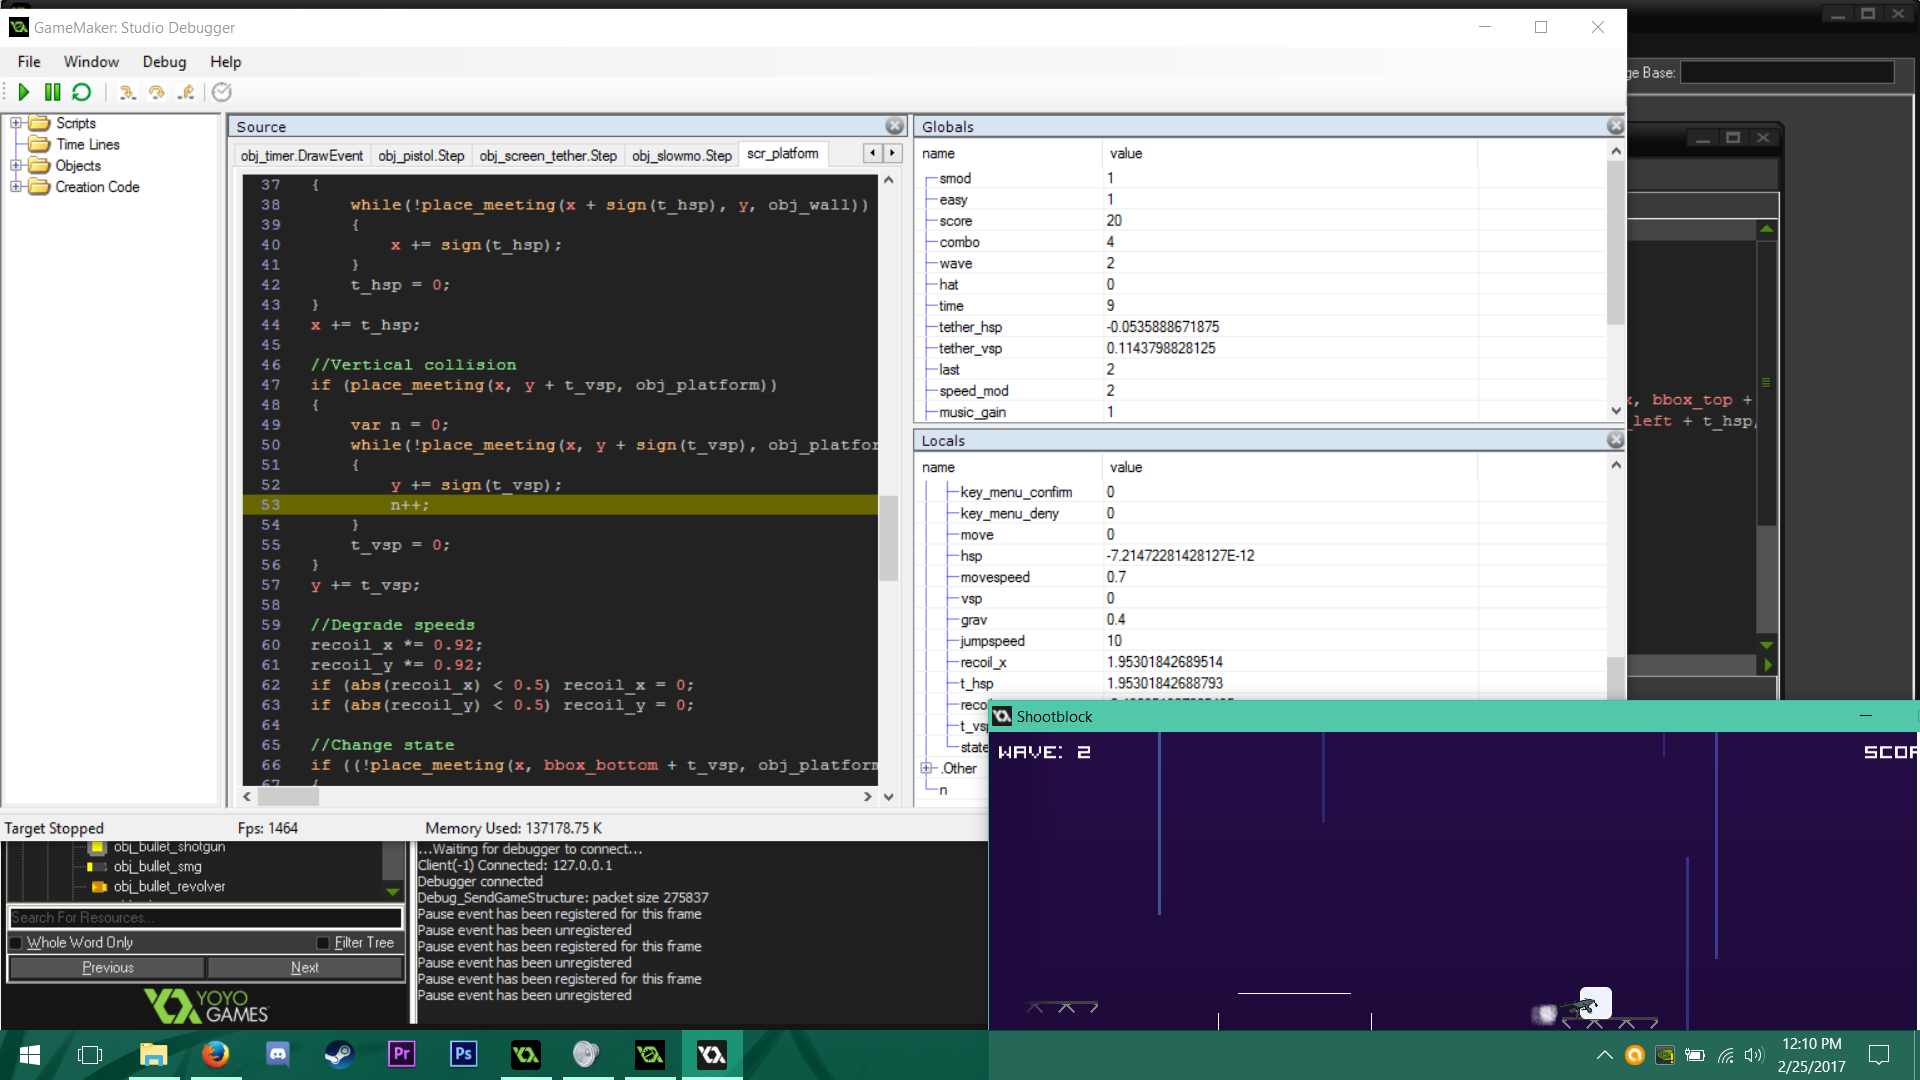 GameMaker: Studio Debugger
File Window Debug Help
ge Base:
Scripts
Time Lines
Objects
Creation Code
Source
obj_timer.DrawEvent obj_pistol.Step obj_screen_tether.Step obj_slowmo.Step scr_platform
37 {
38 while(!place_meeting(x + sign(t_hsp), y, obj_wall))
39 {
40 x += sign(t_hsp);
41 }
42 t_hsp = 0;
43 }
44 x += t_hsp;
45
46 //Vertical collision
47 if (place_meeting(x, y + t_vsp, obj_platform))
48 {
49 var n = 0;
50 while(!place_meeting(x, y + sign(t_vsp), obj_platfor
51 {
52 y += sign(t_vsp);
53 n++;
54 }
55 t_vsp = 0;
56 }
57 y += t_vsp;
58
59 //Degrade speeds
60 recoil_x *= 0.92;
61 recoil_y *= 0.92;
62 if (abs(recoil_x) < 0.5) recoil_x = 0;
63 if (abs(recoil_y) < 0.5) recoil_y = 0;
64
65 //Change state
66 if ((!place_meeting(x, bbox_bottom + t_vsp, obj_platform
67 {
Globals
name value
smod 1
easy 1
score 20
combo 4
wave 2
hat 0
time 9
tether_hsp -0.0535888671875
tether_vsp 0.1143798828125
last 2
speed_mod 2
music_gain 1
Locals
name value
key_menu_confirm 0
key_menu_deny 0
move 0
hsp -7.21472281428127E-12
movespeed 0.7
vsp 0
grav 0.4
jumpspeed 10
recoil_x 1.95301842689514
t_hsp 1.95301842688793
reco
t_vsp
state
.Other
n
x, bbox_top +
_left + t_hsp,
Target Stopped Fps: 1464 Memory Used: 137178.75 K
obj_bullet_shotgun
obj_bullet_smg
obj_bullet_revolver
Search For Resources...
Whole Word Only Filter Tree
Previous Next
YOYO
GAMES
...Waiting for debugger to connect...
Client(-1) Connected: 127.0.0.1
Debugger connected
Debug_SendGameStructure: packet size 275837
Pause event has been registered for this frame
Pause event has been unregistered
Pause event has been registered for this frame
Pause event has been unregistered
Pause event has been registered for this frame
Pause event has been unregistered
Shootblock
WAVE: 2 SCOR
Pr Ps
12:10 PM
2/25/2017